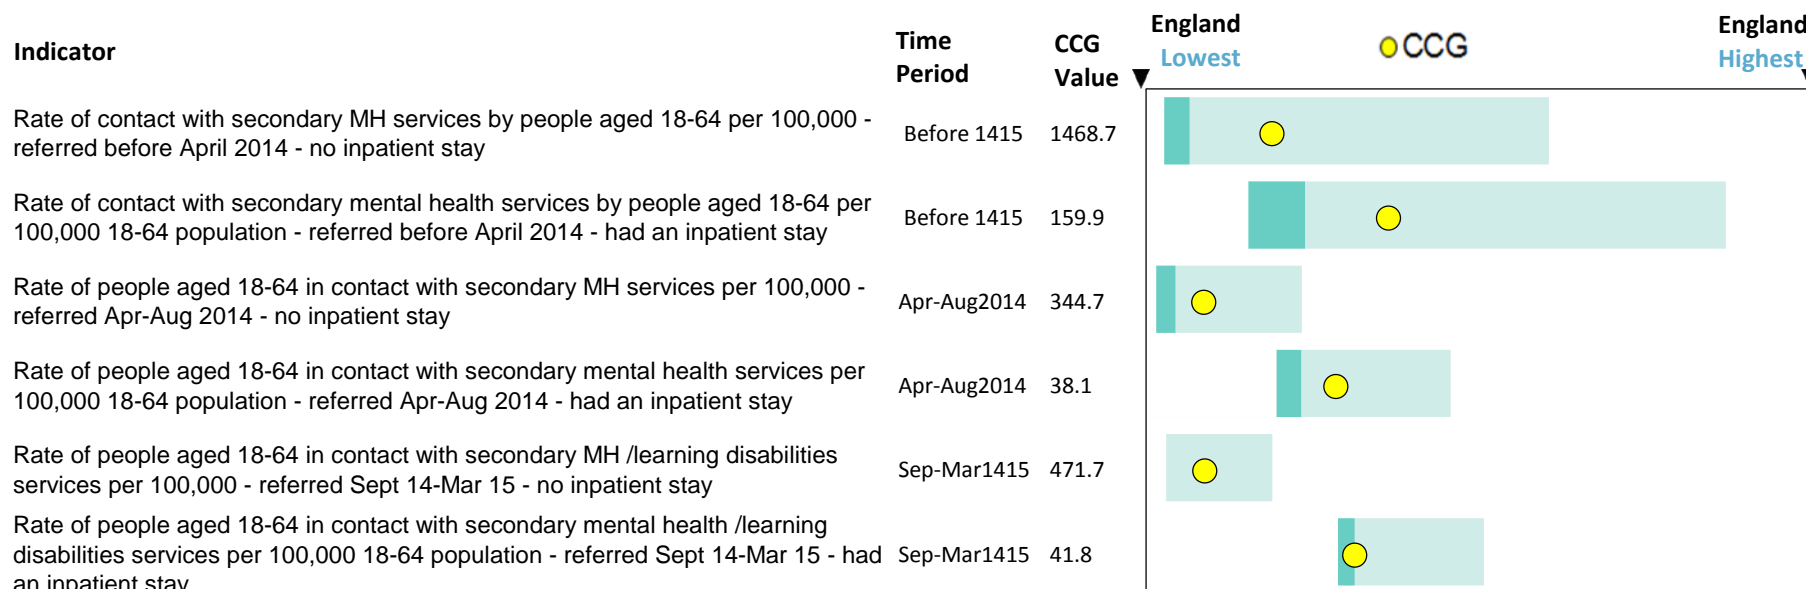 Indicator
Time
Period
CCG
Value
England
Lowest
CCG
England
Highest
Rate of contact with secondary MH services by people aged 18-64 per 100,000 -
referred before April 2014 - no inpatient stay
Before 1415
1468.7
Rate of contact with secondary mental health services by people aged 18-64 per
100,000 18-64 population - referred before April 2014 - had an inpatient stay
Before 1415
159.9
Rate of people aged 18-64 in contact with secondary MH services per 100,000 -
referred Apr-Aug 2014 - no inpatient stay
Apr-Aug2014
344.7
Rate of people aged 18-64 in contact with secondary mental health services per
100,000 18-64 population - referred Apr-Aug 2014 - had an inpatient stay
Apr-Aug2014
38.1
Rate of people aged 18-64 in contact with secondary MH /learning disabilities
services per 100,000 - referred Sept 14-Mar 15 - no inpatient stay
Sep-Mar1415
471.7
Rate of people aged 18-64 in contact with secondary mental health /learning
disabilities services per 100,000 18-64 population - referred Sept 14-Mar 15 - had
an inpatient stay
Sep-Mar1415
41.8